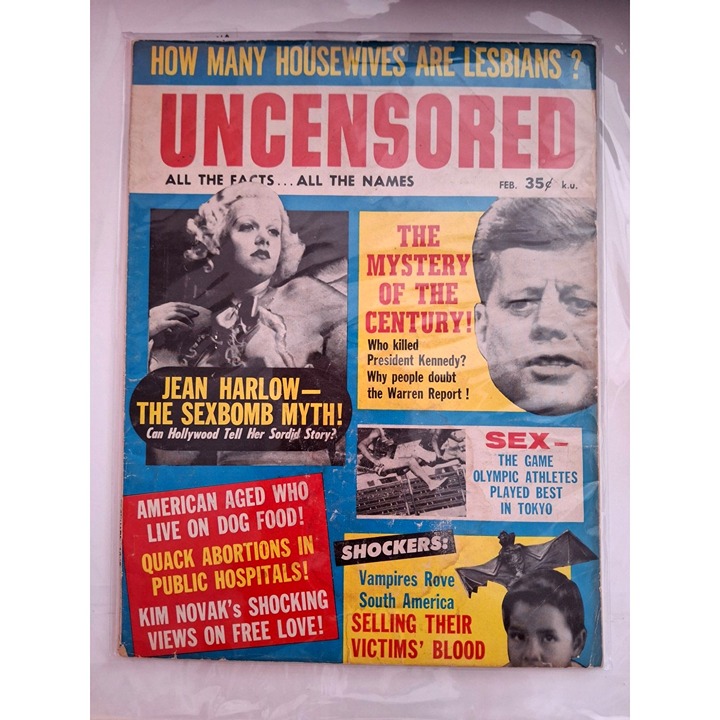 HOW MANY HOUSEWIVES ARE LESBIANS ?
UNCENSORED
ALL THE FACTS...ALL THE NAMES
FEB. 35¢ K.U.
THE
MYSTERY
OF THE
CENTURY!
Who killed
President Kennedy?
Why people doubt
the Warren Report !
JEAN HARLOW—
THE SEXBOMB MYTH!
Can Hollywood Tell Her Sordid Story?
SEX—
THE GAME
OLYMPIC ATHLETES
PLAYED BEST
IN TOKYO
AMERICAN AGED WHO
LIVE ON DOG FOOD!
QUACK ABORTIONS IN
PUBLIC HOSPITALS!
KIM NOVAK's SHOCKING
VIEWS ON FREE LOVE!
SHOCKERS:
Vampires Rove
South America
SELLING THEIR
VICTIMS' BLOOD